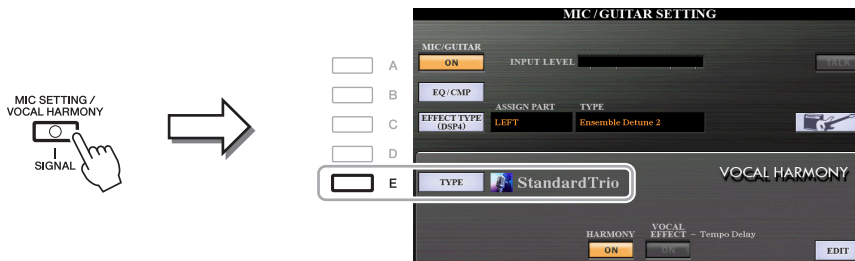 MIC SETTING /
VOCAL HARMONY
SIGNAL
A
B
C
D
E
MIC / GUITAR SETTING
MIC/GUITAR
ON
INPUT LEVEL
TALK
EQ/CMP
ASSIGN PART
TYPE
EFFECT TYPE
(DSP4)
LEFT
Ensemble Detune 2
TYPE
StandardTrio
VOCAL HARMONY
HARMONY
ON
VOCAL
EFFECT – Tempo Delay
ON
EDIT